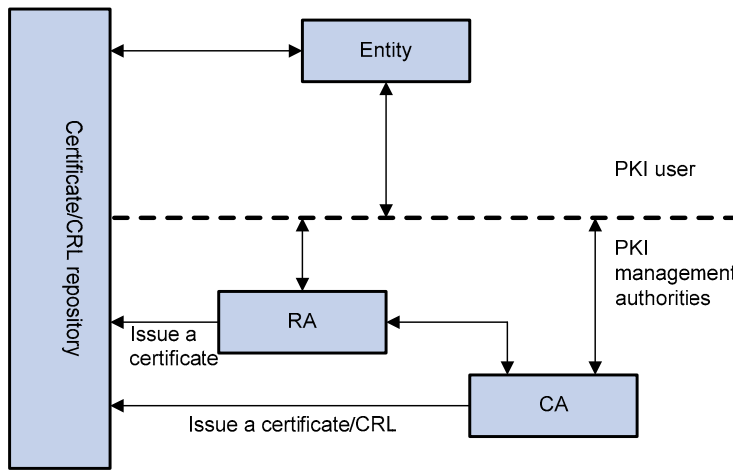 Entity
Certificate/CRL repository
PKI user
PKI
management
authorities
RA
Issue a
certificate
CA
Issue a certificate/CRL